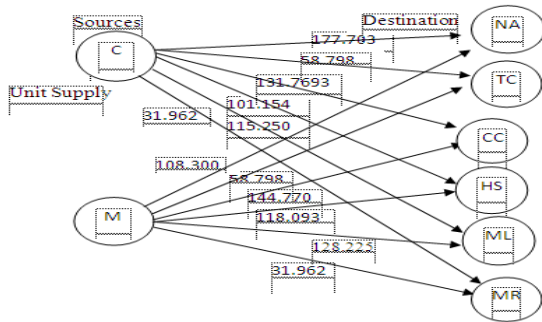 Sources
Destination
NA
177.703
C
58.798
TC
131.7693
Unit Supply
101.154
31.962
115.250
CC
108.300
58.798
HS
144.770
M
118.093
ML
128.225
31.962
MR